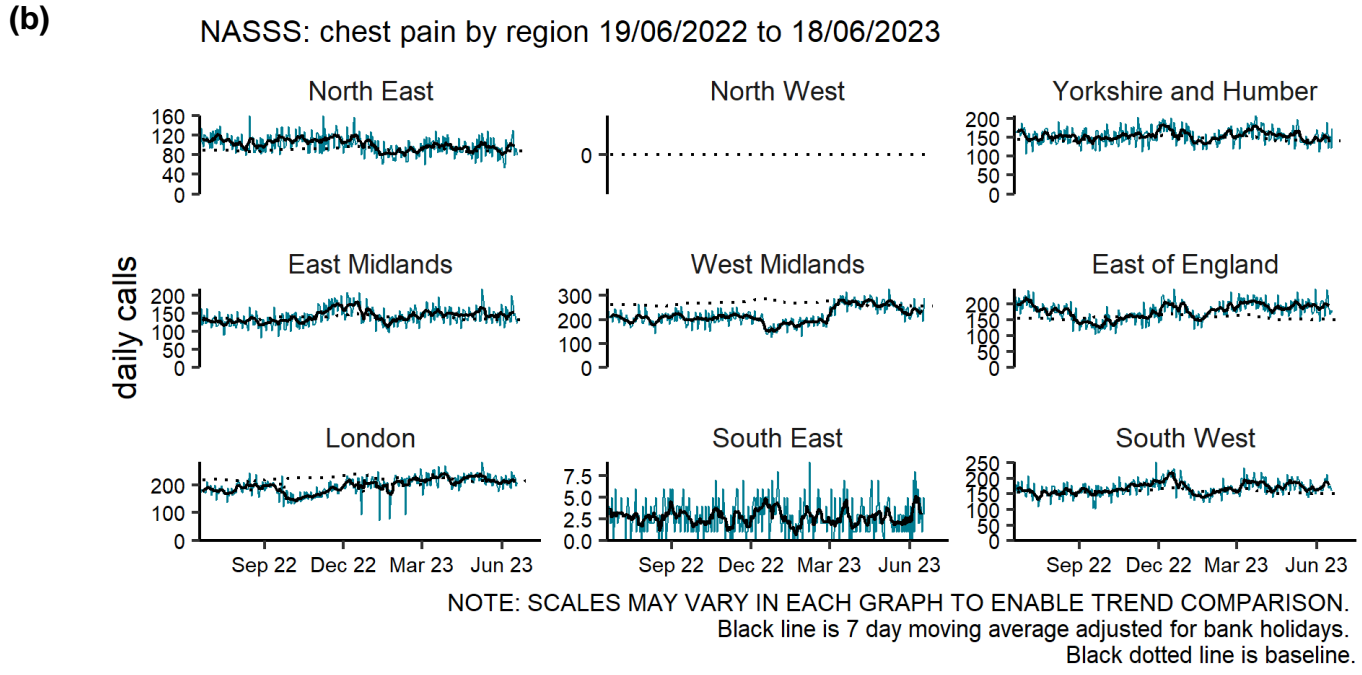 (b)
NASSS: chest pain by region 19/06/2022 to 18/06/2023
North East
North West
Yorkshire and Humber
160
120
80
40
0
0
200
150
100
50
0
daily calls
East Midlands
West Midlands
East of England
200
150
100
50
0
300
200
100
0
200
150
100
50
0
London
South East
South West
200
100
0
7.5
5.0
2.5
0.0
250
200
150
100
50
0
Sep 22 Dec 22 Mar 23 Jun 23
Sep 22 Dec 22 Mar 23 Jun 23
Sep 22 Dec 22 Mar 23 Jun 23
NOTE: SCALES MAY VARY IN EACH GRAPH TO ENABLE TREND COMPARISON.
Black line is 7 day moving average adjusted for bank holidays.
Black dotted line is baseline.